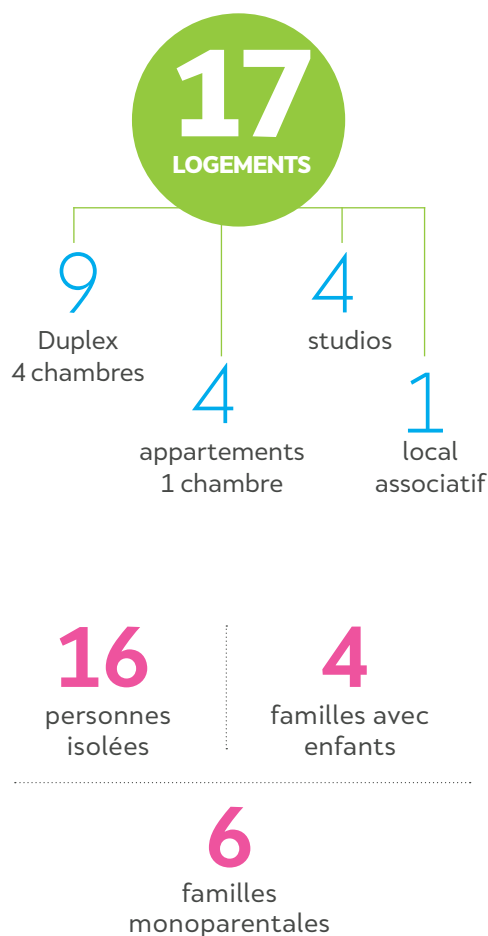 17
LOGEMENTS
9
Duplex
4 chambres
4
studios
4
appartements
1 chambre
1
local
associatif
16
personnes
isolées
4
familles avec
enfants
6
familles
monoparentales